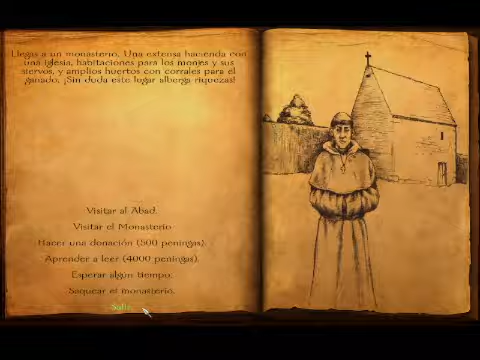 Llegas a un monasterio. Una extensa hacienda con
una iglesia, habitaciones para los monjes y sus
siervos, y amplios huertos con corrales para el
ganado. ¡Sin duda este lugar alberga riquezas!
Visitar al Abad.
Visitar el Monasterio
Hacer una donación (500 peningas).
Aprender a leer (4000 peningas).
Esperar algún tiempo.
Saquear el monasterio.
Salir.